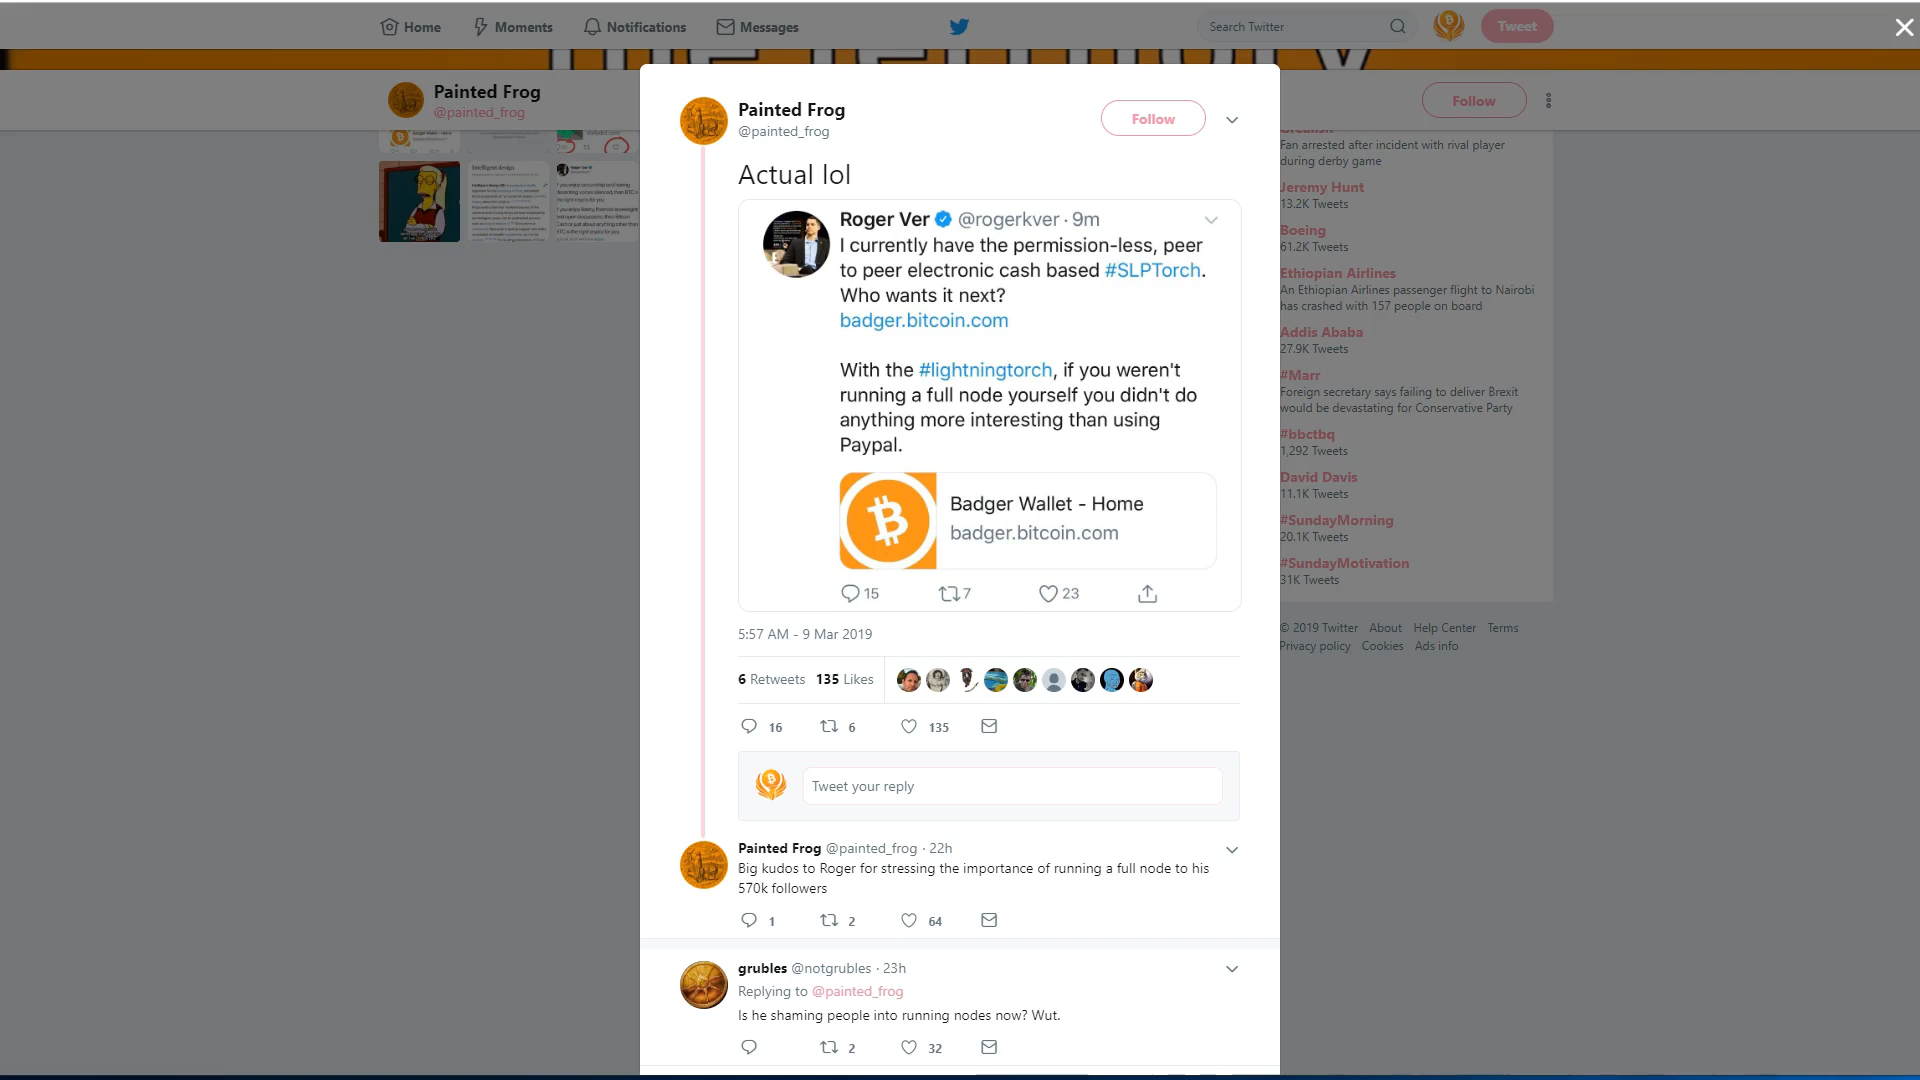 Home
Moments
Notifications
Messages
Search Twitter
Tweet
Painted Frog
@painted_frog
Follow
Painted Frog
@painted_frog
Follow
Actual lol
Roger Ver @rogerkver · 9m
I currently have the permission-less, peer
to peer electronic cash based #SLPTorch.
Who wants it next?
badger.bitcoin.com
With the #lightningtorch, if you weren't
running a full node yourself you didn't do
anything more interesting than using
Paypal.
Badger Wallet - Home
badger.bitcoin.com
15
7
23
5:57 AM - 9 Mar 2019
6 Retweets 135 Likes
16
6
135
Tweet your reply
Painted Frog @painted_frog · 22h
Big kudos to Roger for stressing the importance of running a full node to his
570k followers
1
2
64
grubles @notgrubles · 23h
Replying to @painted_frog
Is he shaming people into running nodes now? Wut.
2
32
Fan arrested after incident with rival player
during derby game
Jeremy Hunt
13.2K Tweets
Boeing
61.2K Tweets
Ethiopian Airlines
An Ethiopian Airlines passenger flight to Nairobi
has crashed with 157 people on board
Addis Ababa
27.9K Tweets
#Marr
Foreign secretary says failing to deliver Brexit
would be devastating for Conservative Party
#bbctbq
1,292 Tweets
David Davis
11.1K Tweets
#SundayMorning
20.1K Tweets
#SundayMotivation
31K Tweets
© 2019 Twitter About Help Center Terms
Privacy policy Cookies Ads info
Intelligent design